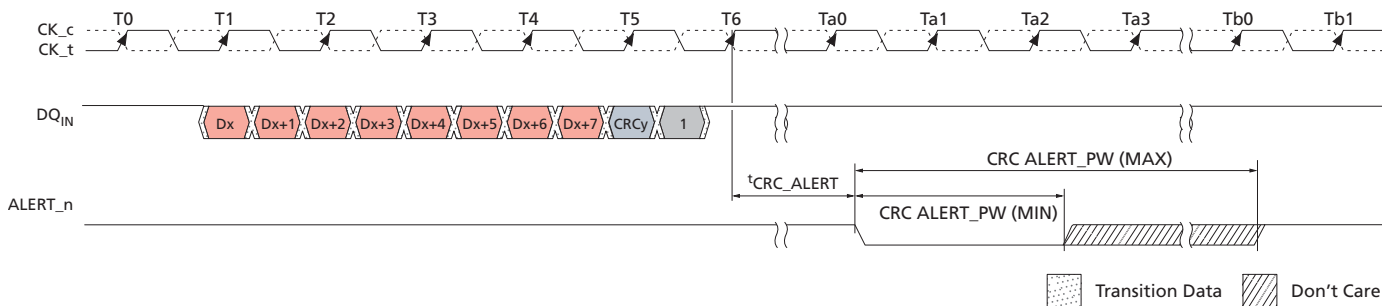 T0 T1 T2 T3 T4 T5 T6 Ta0 Ta1 Ta2 Ta3 Tb0 Tb1
CK_c
CK_t
DQIN
Dx Dx+1 Dx+2 Dx+3 Dx+4 Dx+5 Dx+6 Dx+7 CRCy 1
CRC ALERT_PW (MAX)
tCRC_ALERT
CRC ALERT_PW (MIN)
ALERT_n
Transition Data Don't Care